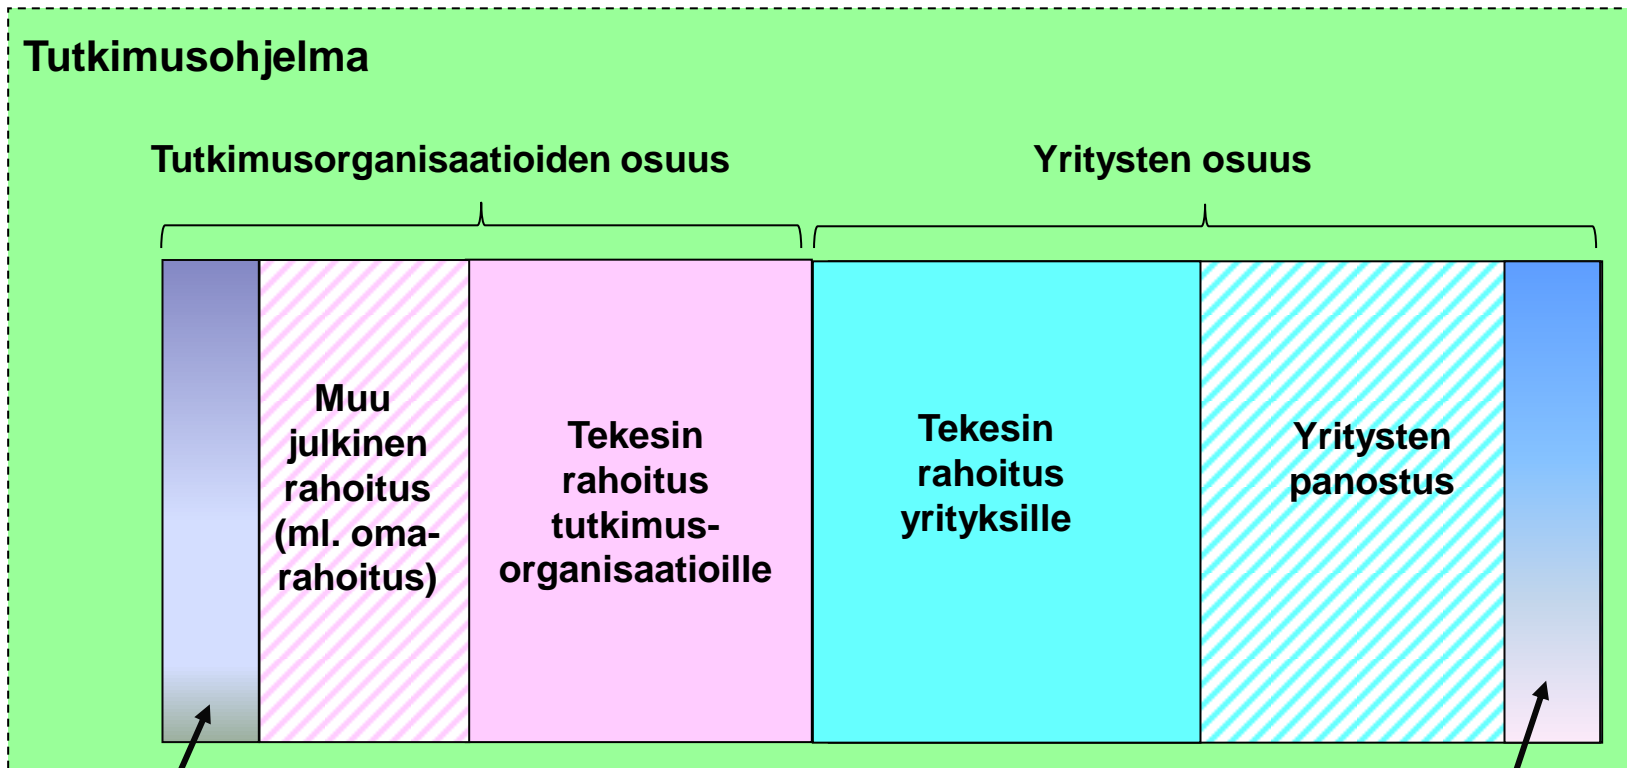 Tutkimusohjelma
Tutkimusorganisaatioiden osuus
Yritysten osuus
Muu
julkinen
rahoitus
(ml. oma-
rahoitus)
Tekesin
rahoitus
tutkimus-
organisaatioille
Tekesin
rahoitus
yrityksille
Yritysten
panostus